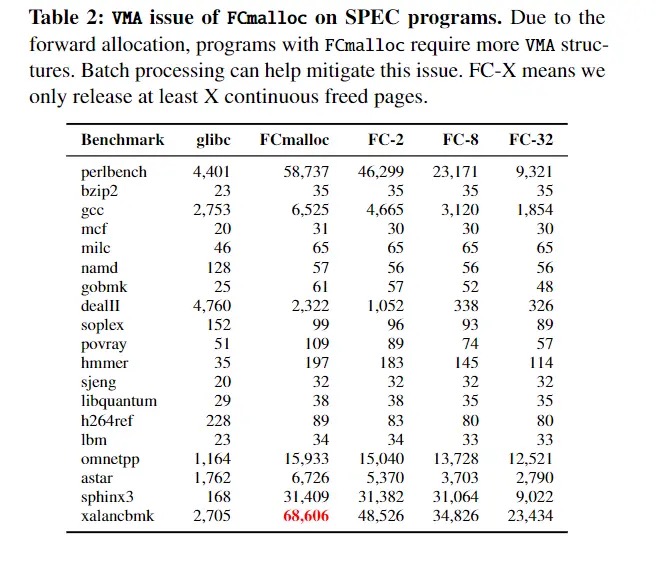 Table 2: VMA issue of FCmalloc on SPEC programs. Due to the
forward allocation, programs with FCmalloc require more VMA struc-
tures. Batch processing can help mitigate this issue. FC-X means we
only release at least X continuous freed pages.
Benchmark glibc FCmalloc FC-2 FC-8 FC-32
perlbench 4,401 58,737 46,299 23,171 9,321
bzip2 23 35 35 35 35
gcc 2,753 6,525 4,665 3,120 1,854
mcf 20 31 30 30 30
milc 46 65 65 65 65
namd 128 57 56 56 56
gobmk 25 61 57 52 48
dealII 4,760 2,322 1,052 338 326
soplex 152 99 96 93 89
povray 51 109 89 74 57
hmmer 35 197 183 145 114
sjeng 20 32 32 32 32
libquantum 29 38 38 35 35
h264ref 228 89 83 80 80
lbm 23 34 34 33 33
omnetpp 1,164 15,933 15,040 13,728 12,521
astar 1,762 6,726 5,370 3,703 2,790
sphinx3 168 31,409 31,382 31,064 9,022
xalancbmk 2,705 68,606 48,526 34,826 23,434